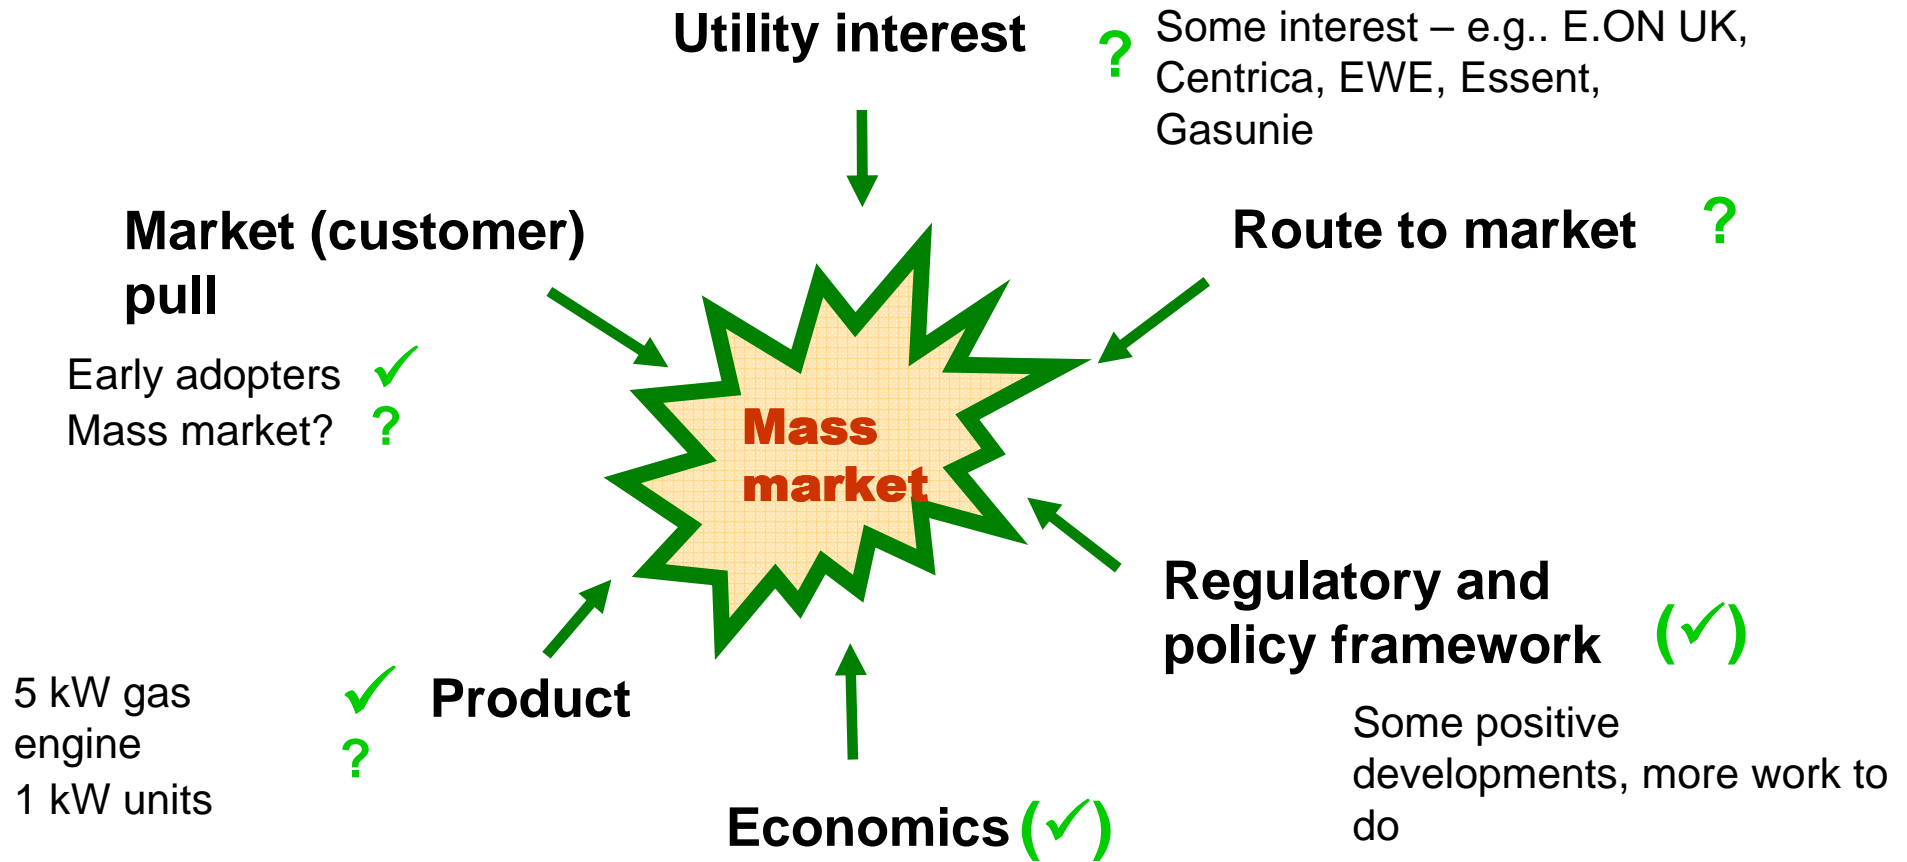 Utility interest
?
Some interest – e.g.. E.ON UK,
Centrica, EWE, Essent,
Gasunie
Market (customer)
pull
Early adopters ✓
Mass market? ?
Route to market ?
Mass
market
Regulatory and
policy framework (✓)
Some positive
developments, more work to
do
Product
5 kW gas ✓
engine ?
1 kW units
Economics (✓)